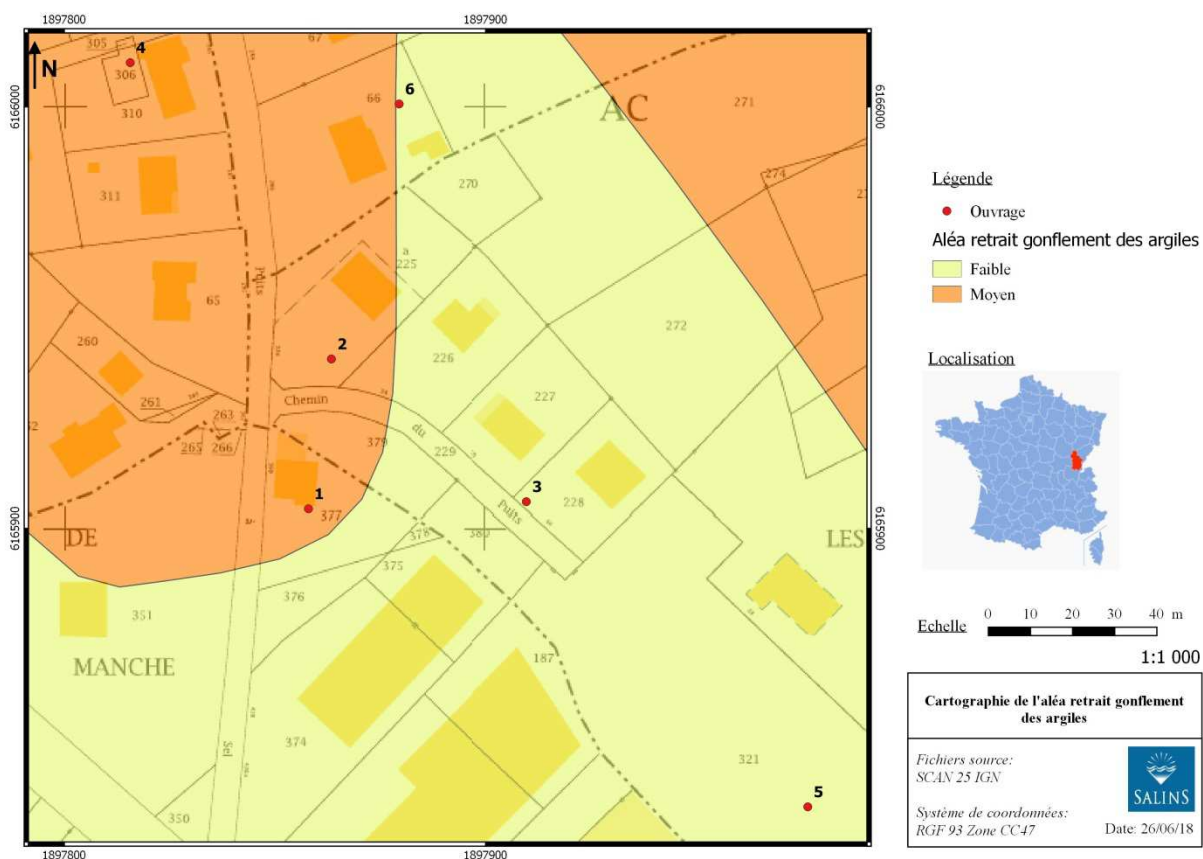 1897800
1897900
6166000
6165900
N
305
4
306
310
67
66
6
AC
271
274
270
311
a
225
65
Puits
272
2
226
260
227
Chemin
261
263
265
266
379
du
229
3
228
1
377
Puits
DE
378
380
LES
à
375
376
351
MANCHE
187
374
Sel
321
5
350
6166000
6165900
1897800
1897900
Légende
Ouvrage
Aléa retrait gonflement des argiles
Faible
Moyen
Localisation
Echelle
0 10 20 30 40 m
1:1 000
Cartographie de l'aléa retrait gonflement
des argiles
Fichiers source:
SCAN 25 IGN
SALINS
Système de coordonnées:
RGF 93 Zone CC47
Date: 26/06/18